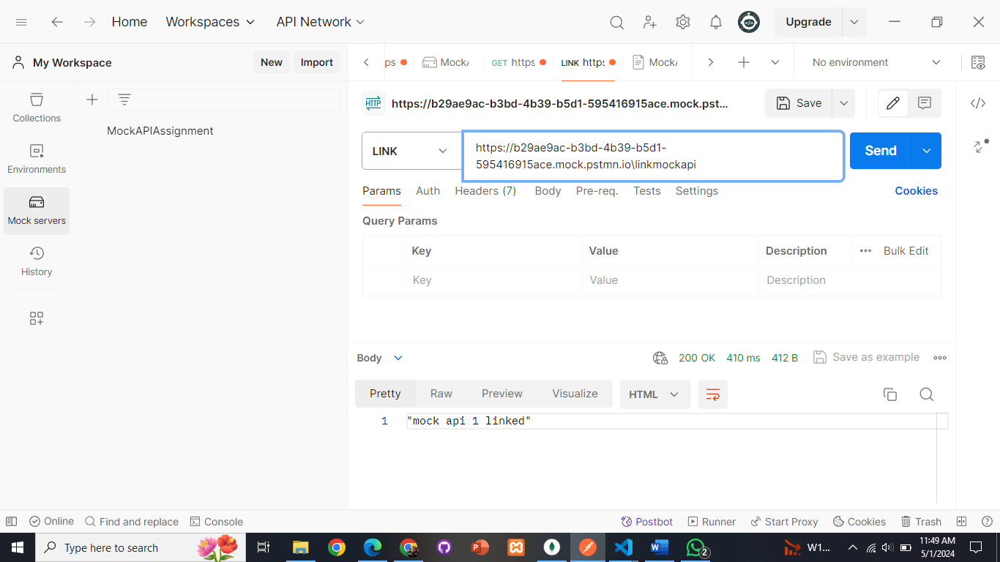 Home Workspaces API Network Upgrade
My Workspace New Import ps Mock/ GET https LINK https Mock/ No environment
Collections
Environments
Mock servers
History
MockAPIAssignment
HTTP https://b29ae9ac-b3bd-4b39-b5d1-595416915ace.mock.pst... Save
LINK https://b29ae9ac-b3bd-4b39-b5d1-
595416915ace.mock.pstmn.io\linkmockapi
Send
Params Auth Headers (7) Body Pre-req. Tests Settings Cookies
Query Params
Key Value Description ••• Bulk Edit
Key Value Description
Body 200 OK 410 ms 412 B Save as example
Pretty Raw Preview Visualize HTML
1 "mock api 1 linked"
Online Find and replace Console Postbot Runner Start Proxy Cookies Trash
Type here to search 2 W1... 11:49 AM
5/1/2024